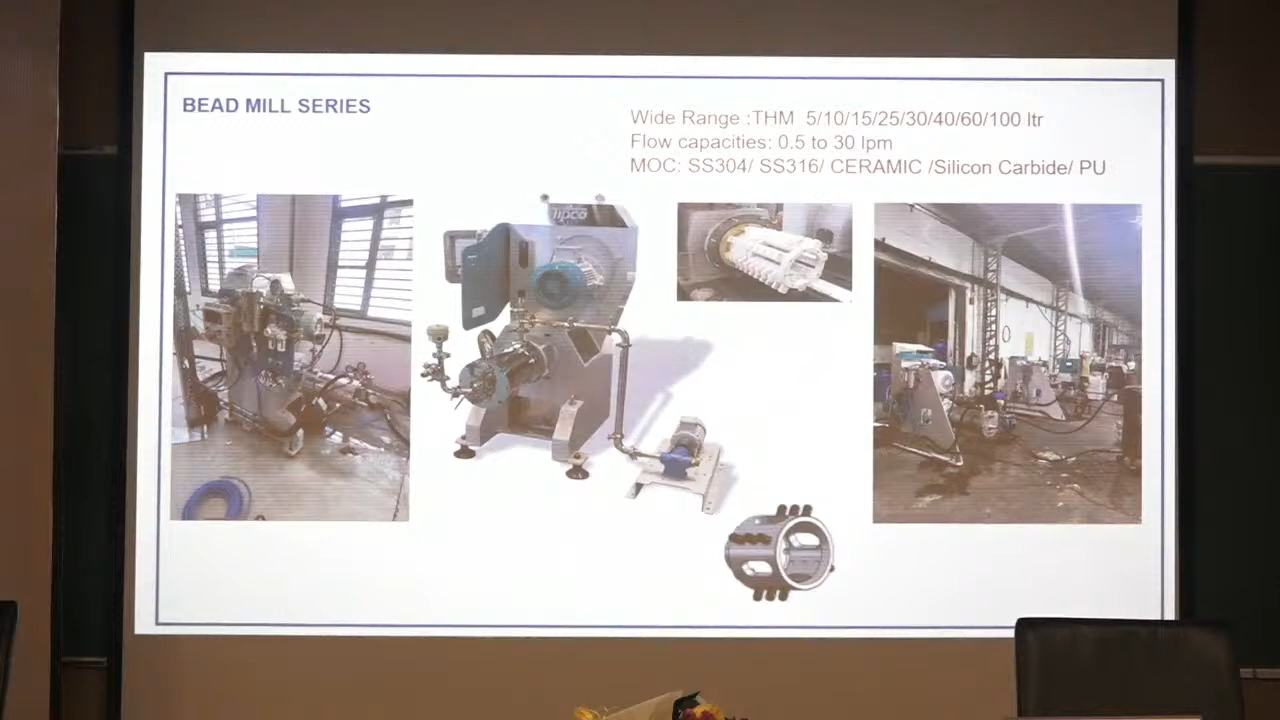 BEAD MILL SERIES
Wide Range :THM 5/10/15/25/30/40/60/100 ltr
Flow capacities: 0.5 to 30 lpm
MOC: SS304/ SS316/ CERAMIC /Silicon Carbide/ PU
Tipco